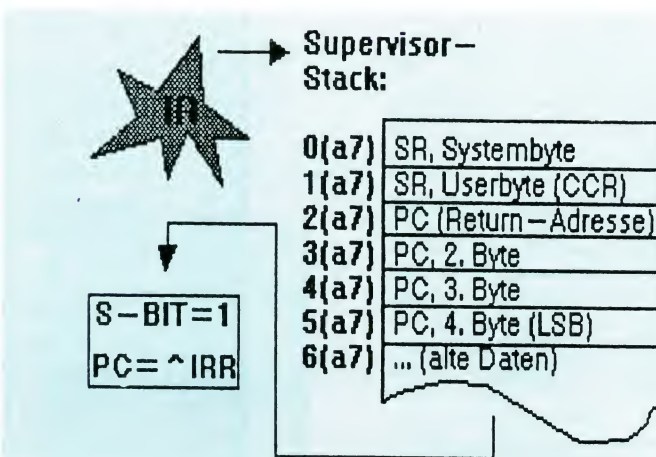 Supervisor—
Stack:
IR
0(a7) SR, Systembyte
1(a7) SR, Userbyte (CCR)
2(a7) PC (Return—Adresse)
3(a7) PC, 2. Byte
4(a7) PC, 3. Byte
5(a7) PC, 4. Byte (LSB)
6(a7) ... (alte Daten)
S—BIT=1
PC=^IRR